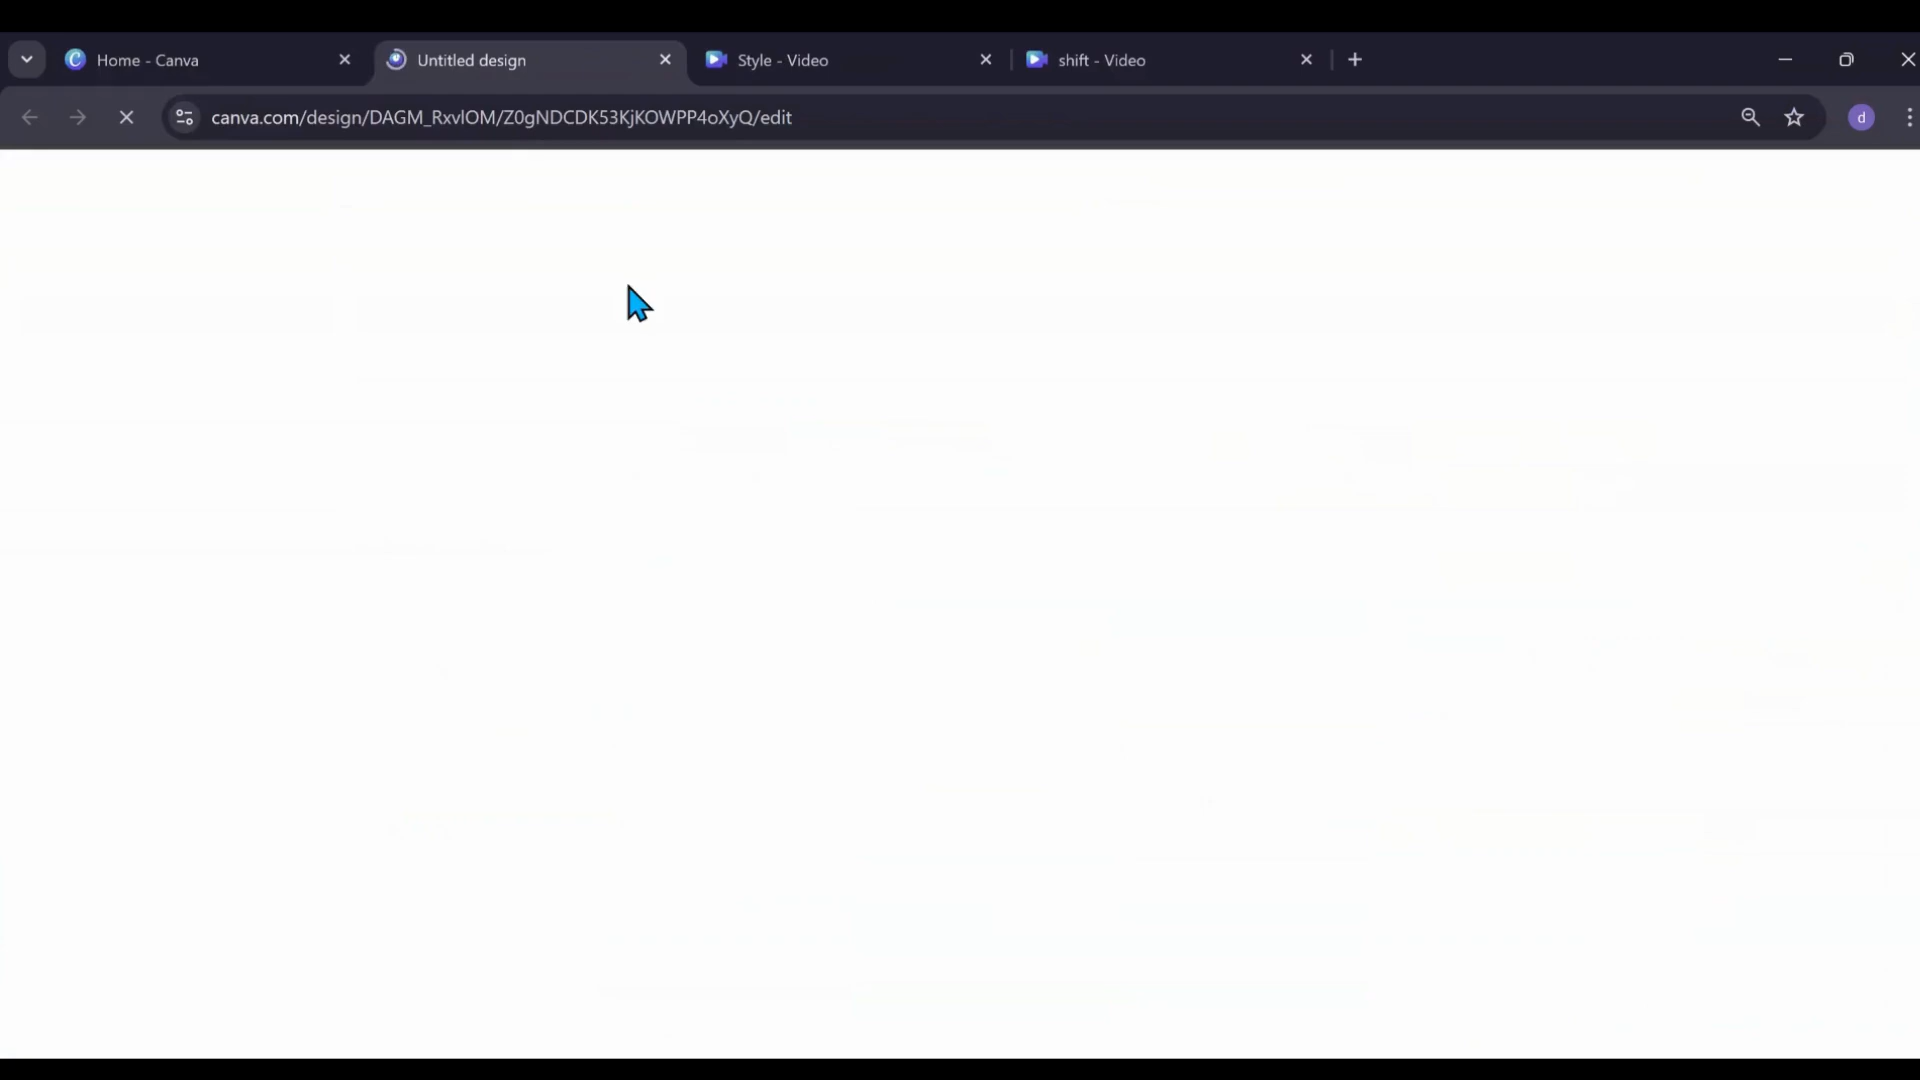 Home - Canva
Untitled design
Style - Video
shift - Video
canva.com/design/DAGM_RxvlOM/Z0gNDCDK53KjKOWPP4oXyQ/edit
d